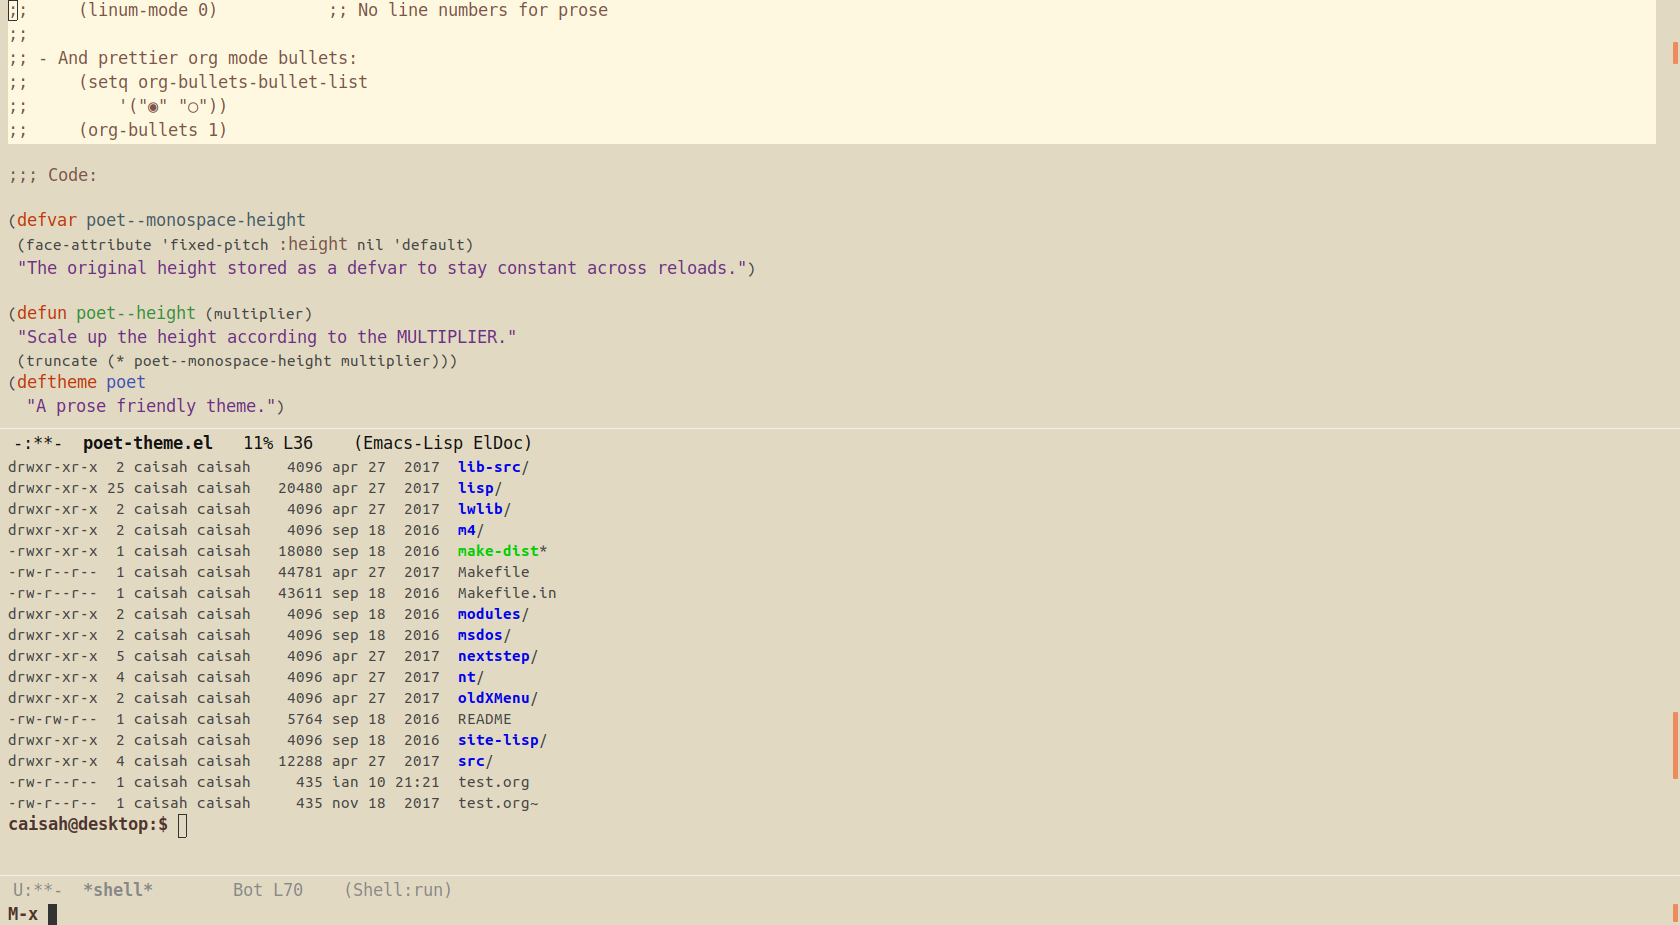 ;;     (linum-mode 0)           ;; No line numbers for prose
;;
;; - And prettier org mode bullets:
;;     (setq org-bullets-bullet-list
;;         '("◉" "○"))
;;     (org-bullets 1)
;;; Code:
(defvar poet--monospace-height
 (face-attribute 'fixed-pitch :height nil 'default)
 "The original height stored as a defvar to stay constant across reloads.")
(defun poet--height (multiplier)
 "Scale up the height according to the MULTIPLIER."
 (truncate (* poet--monospace-height multiplier)))
(deftheme poet
  "A prose friendly theme.")
-:**-  poet-theme.el   11% L36    (Emacs-Lisp ElDoc)
drwxr-xr-x  2 caisah caisah    4096 apr 27  2017  lib-src/
drwxr-xr-x 25 caisah caisah   20480 apr 27  2017  lisp/
drwxr-xr-x  2 caisah caisah    4096 apr 27  2017  lwlib/
drwxr-xr-x  2 caisah caisah    4096 sep 18  2016  m4/
-rwxr-xr-x  1 caisah caisah   18080 sep 18  2016  make-dist*
-rw-r--r--  1 caisah caisah   44781 apr 27  2017  Makefile
-rw-r--r--  1 caisah caisah   43611 sep 18  2016  Makefile.in
drwxr-xr-x  2 caisah caisah    4096 sep 18  2016  modules/
drwxr-xr-x  2 caisah caisah    4096 sep 18  2016  msdos/
drwxr-xr-x  5 caisah caisah    4096 apr 27  2017  nextstep/
drwxr-xr-x  4 caisah caisah    4096 apr 27  2017  nt/
drwxr-xr-x  2 caisah caisah    4096 apr 27  2017  oldXMenu/
-rw-rw-r--  1 caisah caisah    5764 sep 18  2016  README
drwxr-xr-x  2 caisah caisah    4096 sep 18  2016  site-lisp/
drwxr-xr-x  4 caisah caisah   12288 apr 27  2017  src/
-rw-r--r--  1 caisah caisah     435 ian 10 21:21  test.org
-rw-r--r--  1 caisah caisah     435 nov 18  2017  test.org~
caisah@desktop:$
U:**-  *shell*        Bot L70    (Shell:run)
M-x